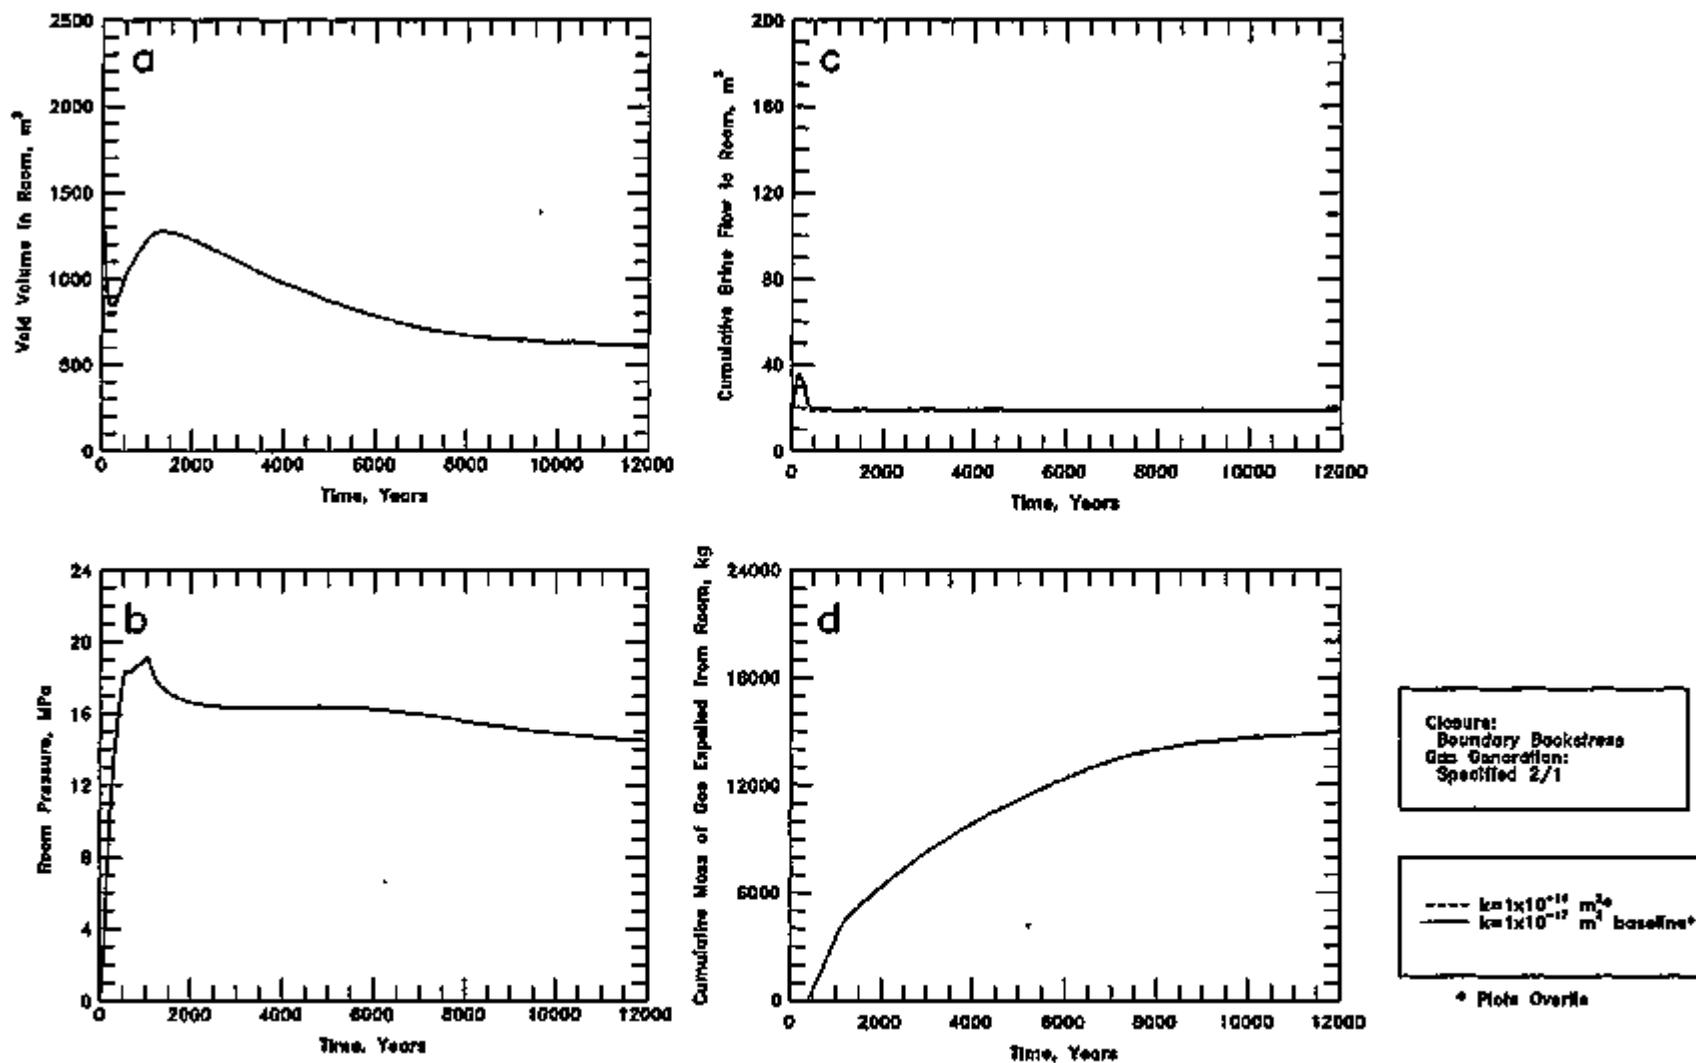 a
2500
2000
1500
1000
500
0
0 2000 4000 6000 8000 10000 12000
Time, Years
Void Volume in Room, m³
c
200
160
120
80
40
0
0 2000 4000 6000 8000 10000 12000
Time, Years
Cumulative Brine Flow to Room, m³
b
24
20
16
12
8
4
0
0 2000 4000 6000 8000 10000 12000
Time, Years
Room Pressure, MPa
d
24000
18000
12000
6000
0
0 2000 4000 6000 8000 10000 12000
Time, Years
Cumulative Mass of Gas Expelled from Room, kg
Closure:
Boundary Backstress
Gas Generation:
Specified 2/1
m²*
k=1x10⁻¹⁷ m² baseline*
* Plots Overlie